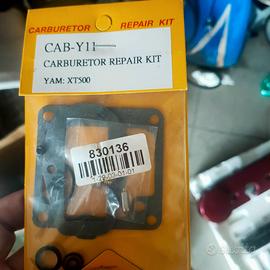 CARBURETOR REPAIR KIT
CAB-Y11
CARBURETOR REPAIR KIT
YAM: XT500
830136